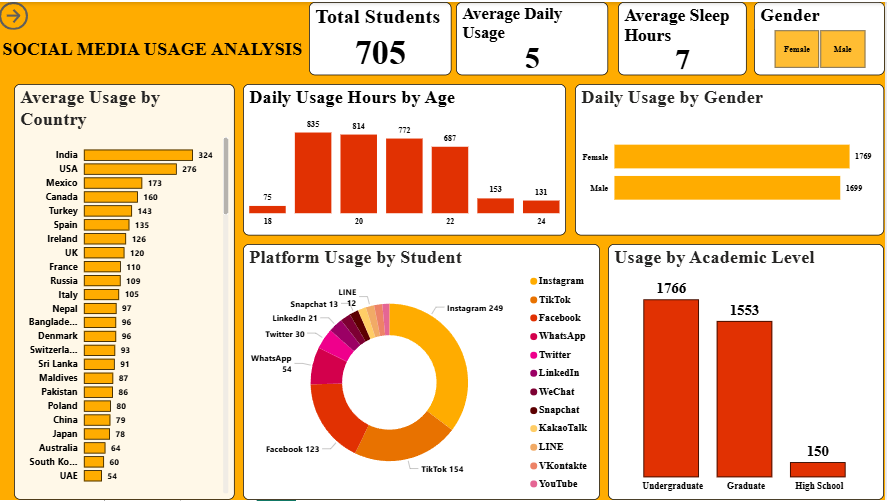 SOCIAL MEDIA USAGE ANALYSIS
Total Students
705
Average Daily
Usage
5
Average Sleep
Hours
7
Gender
Female Male
Average Usage by
Country
India 324
USA 276
Mexico 173
Canada 160
Turkey 143
Spain 135
Ireland 126
UK 120
France 110
Russia 109
Italy 105
Nepal 97
Banglade... 96
Denmark 96
Switzerla... 93
Sri Lanka 91
Maldives 87
Pakistan 86
Poland 80
China 79
Japan 78
Australia 64
South Ko... 60
UAE 54
Daily Usage Hours by Age
75 835 814 772 687 153 131
18 20 22 24
Daily Usage by Gender
Female 1769
Male 1699
Platform Usage by Student
LINE
12
Snapchat 13
LinkedIn 21
Twitter 30
WhatsApp
54
Facebook 123
TikTok 154
Instagram 249
Instagram
TikTok
Facebook
WhatsApp
Twitter
LinkedIn
WeChat
Snapchat
KakaoTalk
LINE
VKontakte
YouTube
Usage by Academic Level
1766 1553 150
Undergraduate Graduate High School